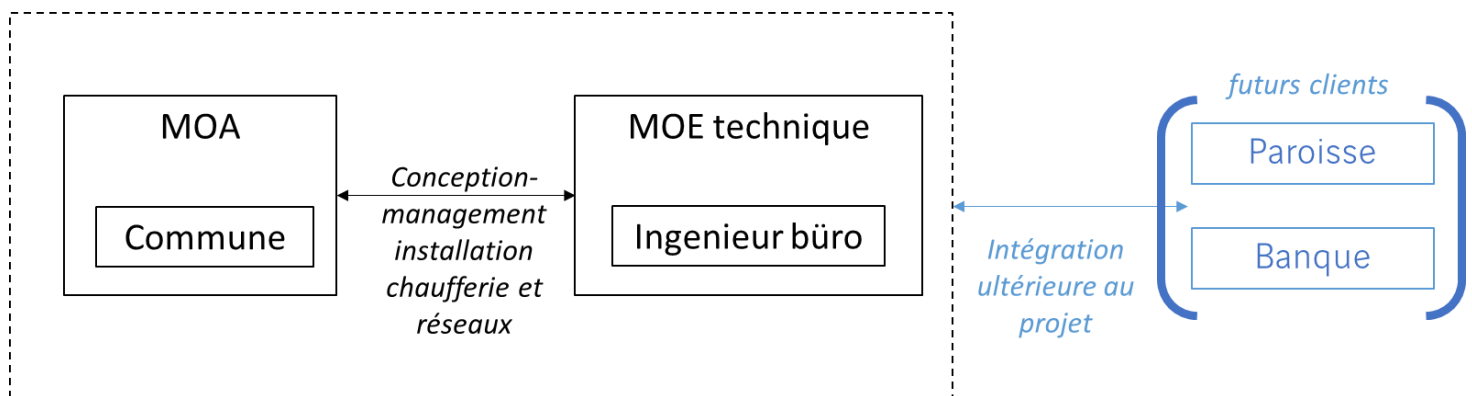 MOA
Commune
Conception-
management
installation
chaufferie et
réseaux
MOE technique
Ingenieur büro
Intégration
ultérieure au
projet
futurs clients
Paroisse
Banque